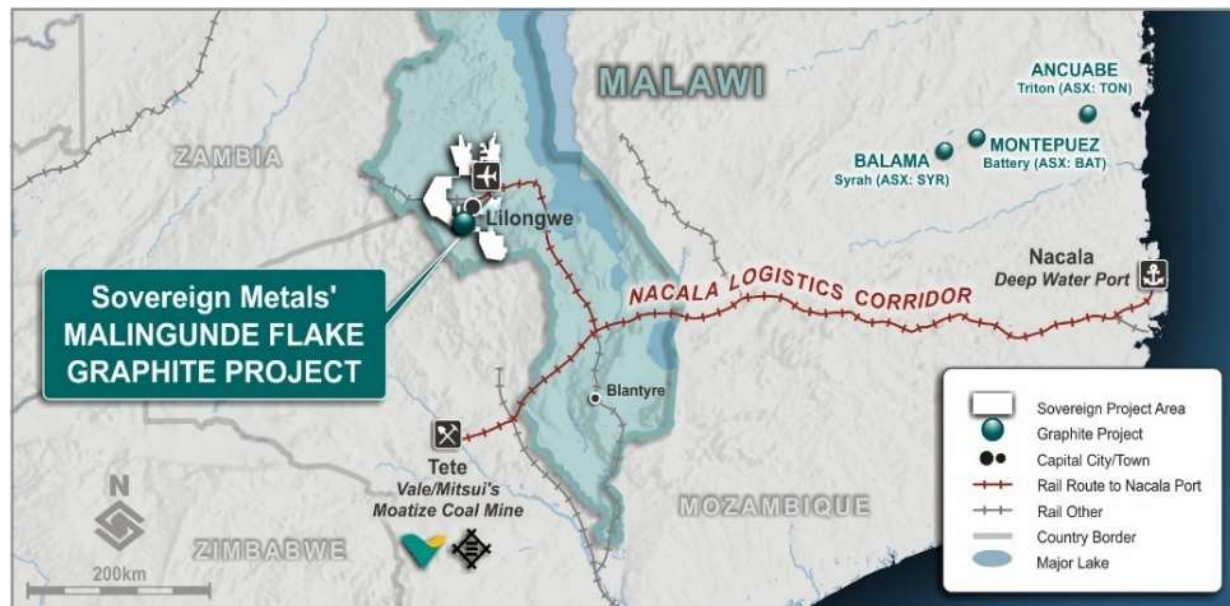 MALAWI
ANCUABE
Triton (ASX: TON)
MONTEPUEZ
Battery (ASX: BAT)
BALAMA
Syrah (ASX: SYR)
ZAMBIA
Lilongwe
Nacala
Deep Water Port
NACALA LOGISTICS CORRIDOR
Sovereign Metals'
MALINGUNDE FLAKE
GRAPHITE PROJECT
Blantyre
Tete
Vale/Mitsui's
Moatize Coal Mine
MOZAMBIQUE
ZIMBABWE
N
200km
Sovereign Project Area
Graphite Project
Capital City/Town
Rail Route to Nacala Port
Rail Other
Country Border
Major Lake